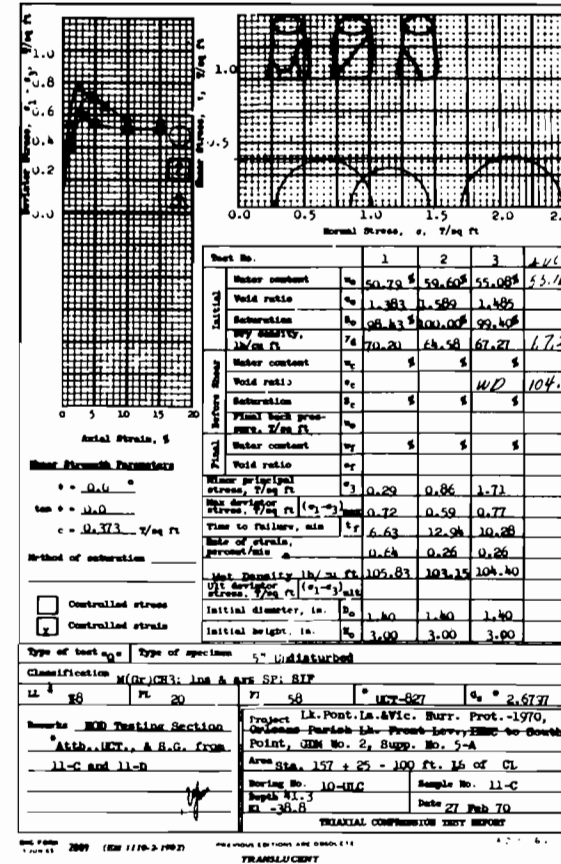 Deviator Stress, σ1 - σ3, T/sq ft
1.0
0.8
0.6
0.4
0.2
0.0
0 5 10 15 20
Axial Strain, %
Shear Stress, τ, T/sq ft
1.0
0.5
0.0 0.5 1.0 1.5 2.0 2.5
Normal Stress, σ, T/sq ft
Shear Strength Parameters
φ = 0.0 °
tan φ = 0.0
c = 0.373 T/sq ft
Method of saturation
Controlled stress
x Controlled strain
Test No. 1 2 3
Initial
Water content wo 50.79 % 59.60 % 55.08 %
Void ratio eo 1.383 1.589 1.485
Saturation So 98.43 % 100.00 % 99.40 %
Dry density, lb/cu ft γd 70.20 64.58 67.27
Before Shear
Water content wc % % %
Void ratio ec WD 104.
Saturation Sc % % %
Final back pressure, T/sq ft uo
Final
Water content wf % % %
Void ratio ef
Minor principal stress, T/sq ft σ3 0.29 0.86 1.71
Max deviator stress, T/sq ft (σ1-σ3)max 0.72 0.59 0.77
Time to failure, min tf 6.63 12.94 10.28
Rate of strain, percent/min 0.64 0.26 0.26
Wet Density lb/cu ft 105.83 103.15 104.40
Ult deviator stress, T/sq ft (σ1-σ3)ult
Initial diameter, in. Do 1.40 1.40 1.40
Initial height, in. Ho 3.00 3.00 3.00
Type of test "Q" Type of specimen 5" Undisturbed
Classification M(Gr)CH3; lns & ars SP; SIF
LL * 78 PL 20 PI 58 * UCT-827 Gs * 2.6737
Remarks MOD Testing Section
* Attb., UCT., & S.G. from
11-C and 11-D
Project Lk.Pont.La.&Vic. Hurr. Prot.-1970,
Orleans Parish Lk. Front Lev., IHNC to South
Point, GDM No. 2, Supp. No. 5-A
Area Sta. 157 + 25 - 100 ft. LS of CL
Boring No. 10-ULC Sample No. 11-C
Depth 41.3
El -38.8 Date 27 Feb 70
TRIAXIAL COMPRESSION TEST REPORT
2089 (EM 1110-2-1902) PREVIOUS EDITIONS ARE OBSOLETE
TRANSLUCENT